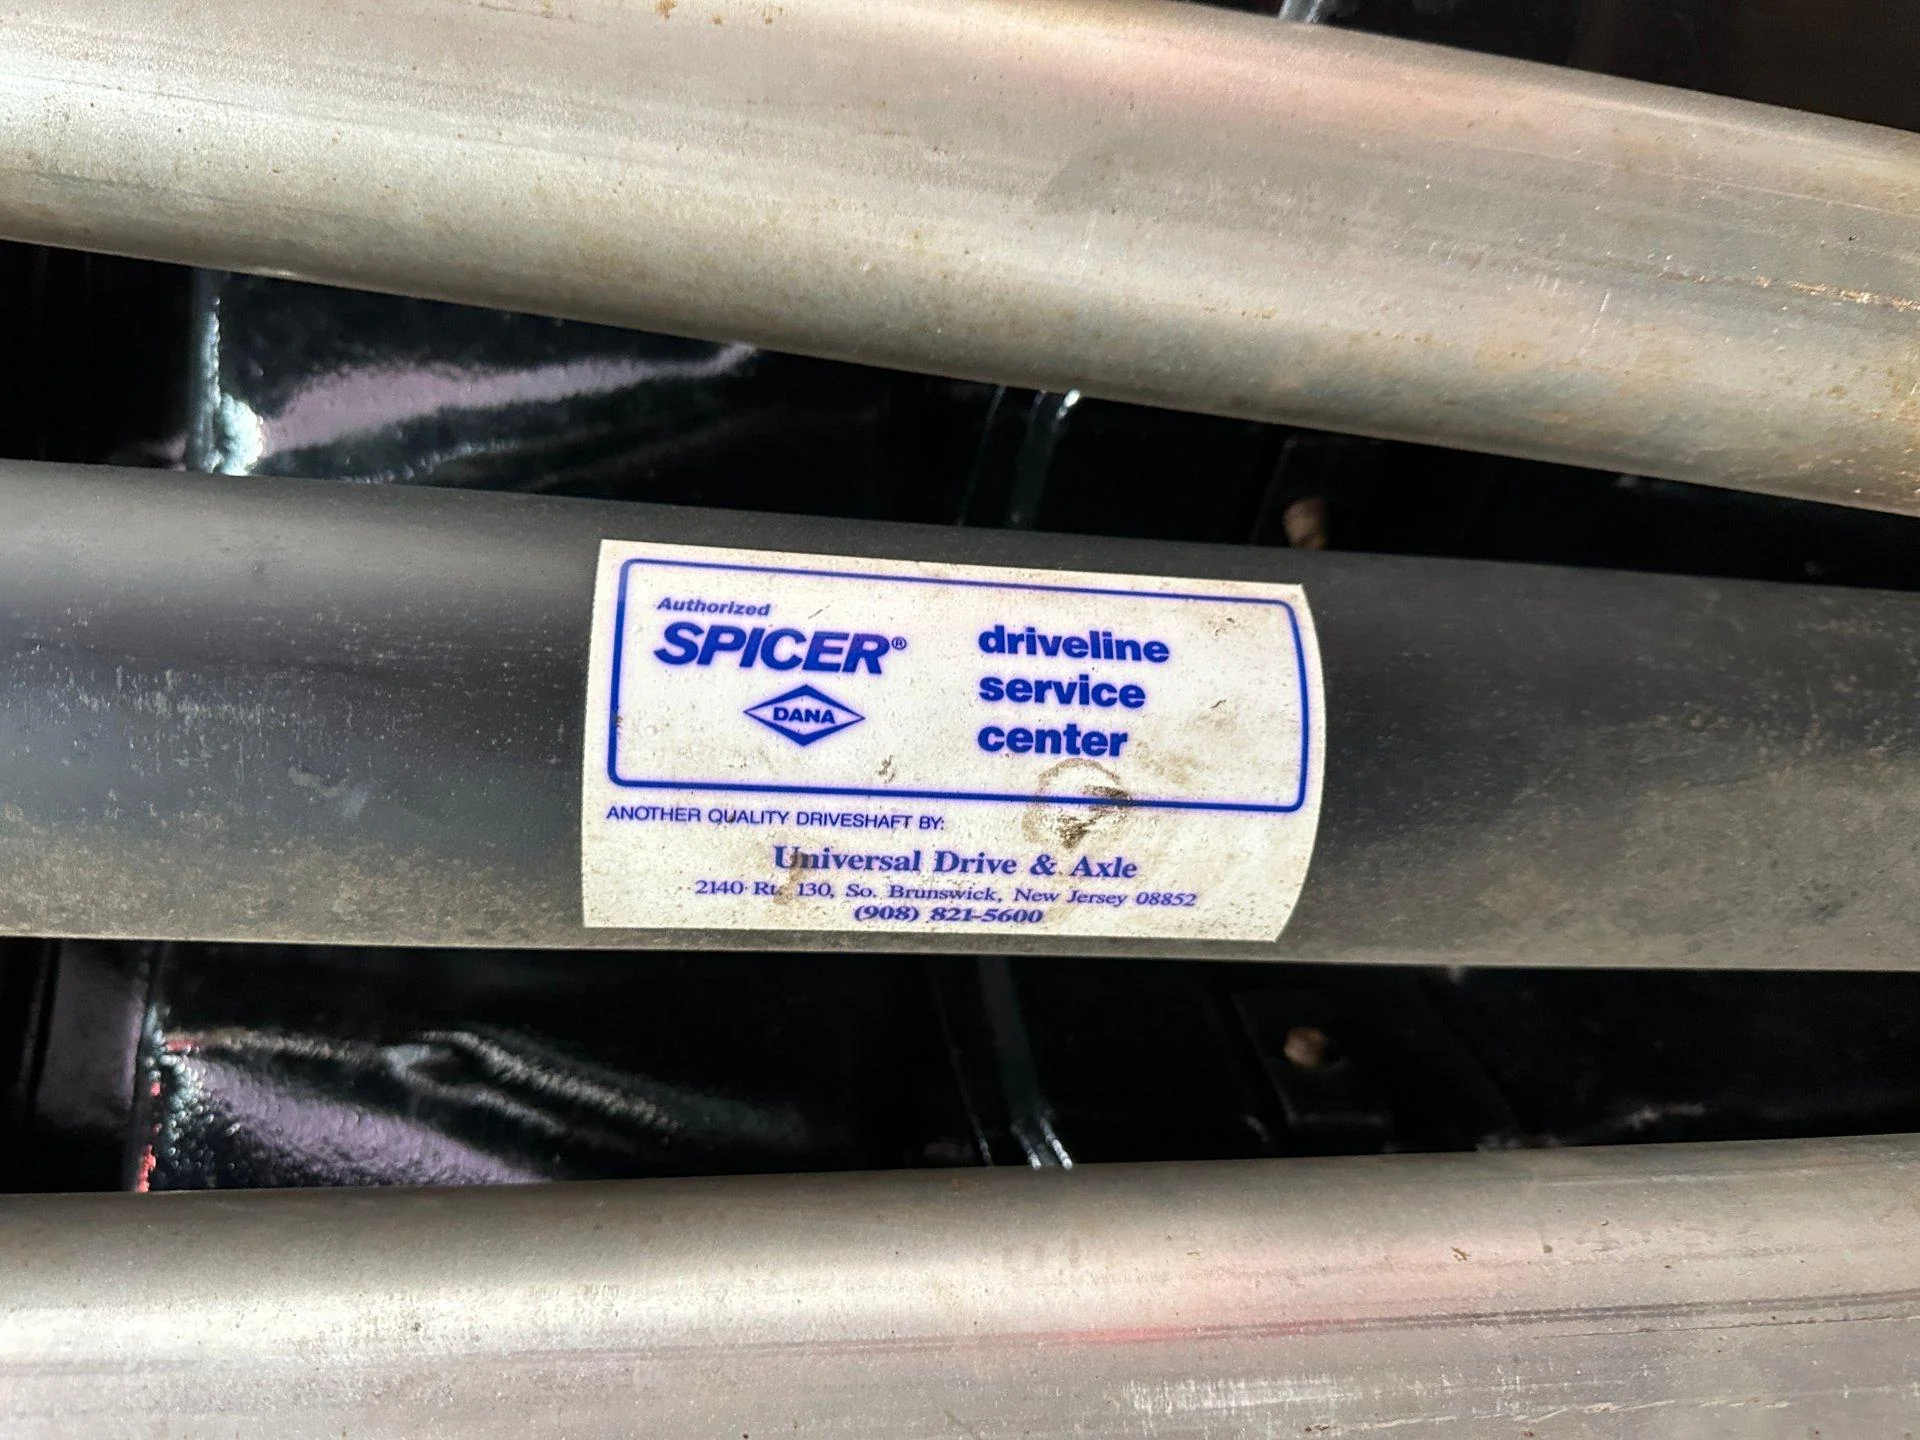 Authorized
SPICER®
DANA
driveline
service
center
ANOTHER QUALITY DRIVESHAFT BY:
Universal Drive & Axle
2140 Rt. 130, So. Brunswick, New Jersey 08852
(908) 821-5600